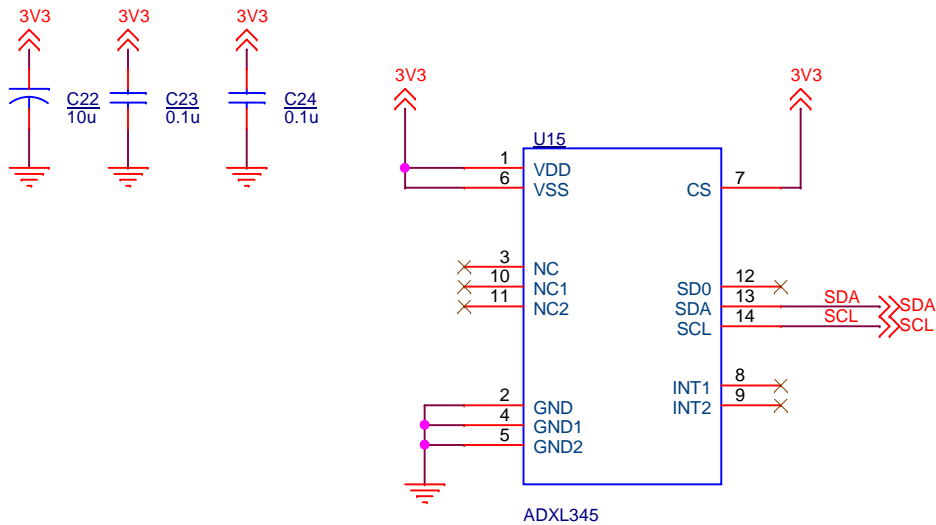 3V3
3V3
3V3
C22
10u
C23
0.1u
C24
0.1u
3V3
3V3
U15
1
VDD
6
VSS
7
CS
3
NC
10
NC1
11
NC2
12
SD0
13
SDA
SDA
SDA
14
SCL
SCL
SCL
8
INT1
9
INT2
2
GND
4
GND1
5
GND2
ADXL345